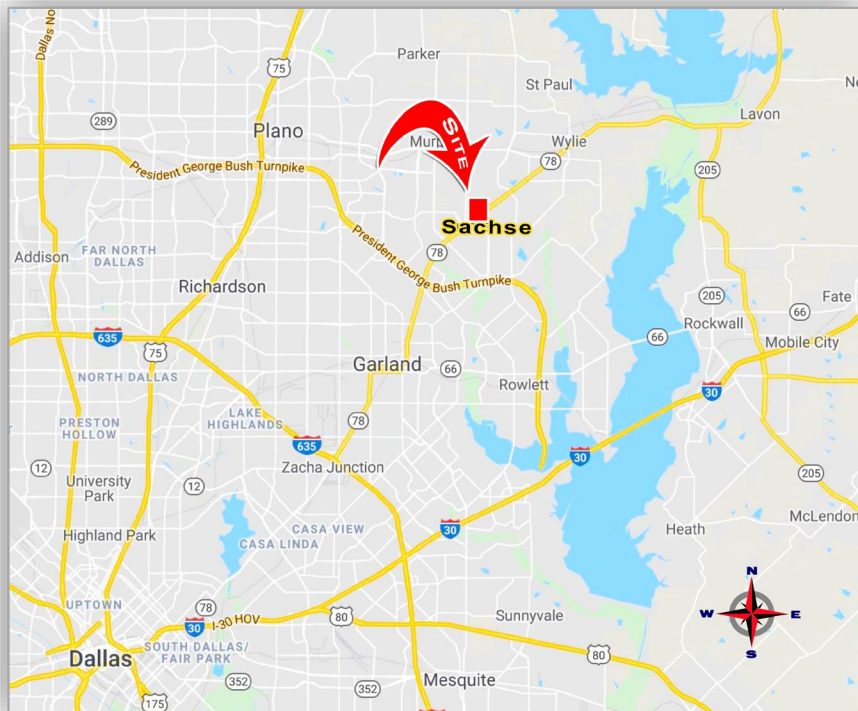 Dallas No
Parker
75
St Paul
Ne
Lavon
289
Plano
SITE
Wylie
78
President George Bush Turnpike
205
Sachse
FAR NORTH
DALLAS
Addison
78
President George Bush Turnpike
Richardson
205
Fate
66
Rockwall
635
66
Mobile City
75
Garland
66
NORTH DALLAS
Rowlett
30
LAKE
HIGHLANDS
PRESTON
HOLLOW
78
635
30
Zacha Junction
12
University
Park
12
205
McLendon
CASA VIEW
30
Heath
Highland Park
CASA LINDA
N
UPTOWN
78
W
E
I-30 HOV
30
80
Sunnyvale
S
SOUTH DALLAS/
FAIR PARK
80
Dallas
352
352
Mesquite
175